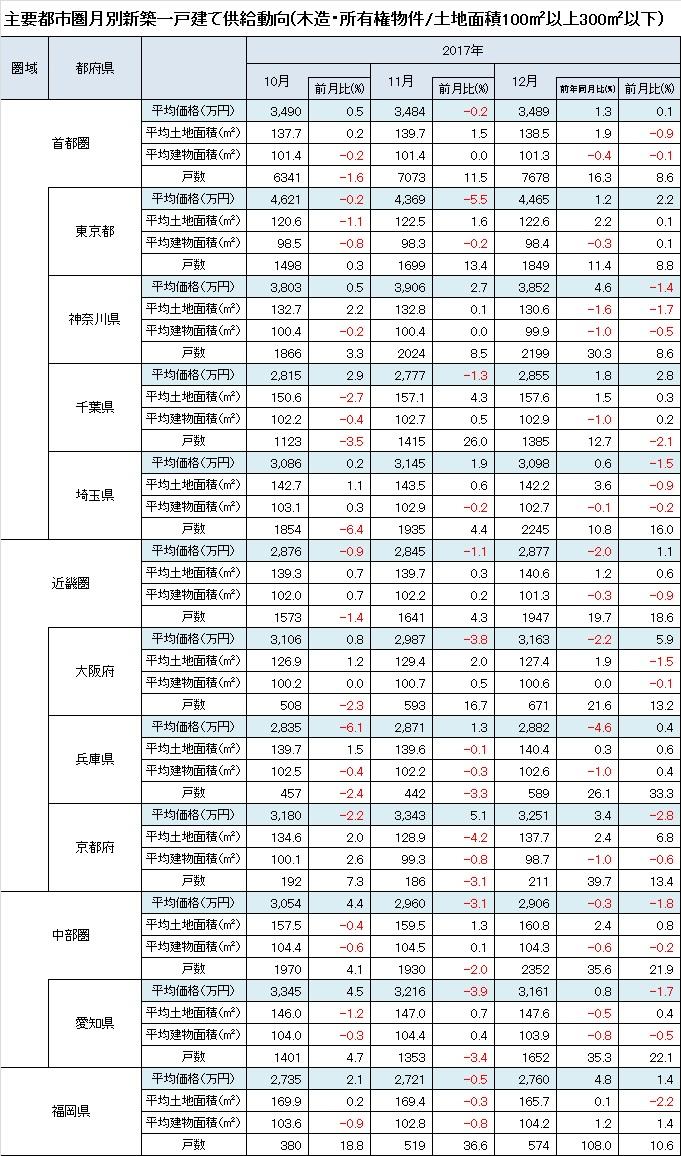 主要都市圏月別新築一戸建て供給動向(木造・所有権物件/土地面積100㎡以上300㎡以下)
圏域 都府県 2017年
10月 前月比(%) 11月 前月比(%) 12月 前年同月比(%) 前月比(%)
首都圏
平均価格(万円) 3,490 0.5 3,484 -0.2 3,489 1.3 0.1
平均土地面積(㎡) 137.7 0.2 139.7 1.5 138.5 1.9 -0.9
平均建物面積(㎡) 101.4 -0.2 101.4 0.0 101.3 -0.4 -0.1
戸数 6341 -1.6 7073 11.5 7678 16.3 8.6
東京都
平均価格(万円) 4,621 -0.2 4,369 -5.5 4,465 1.2 2.2
平均土地面積(㎡) 120.6 -1.1 122.5 1.6 122.6 2.2 0.1
平均建物面積(㎡) 98.5 -0.8 98.3 -0.2 98.4 -0.3 0.1
戸数 1498 0.3 1699 13.4 1849 11.4 8.8
神奈川県
平均価格(万円) 3,803 0.5 3,906 2.7 3,852 4.6 -1.4
平均土地面積(㎡) 132.7 2.2 132.8 0.1 130.6 -1.6 -1.7
平均建物面積(㎡) 100.4 -0.2 100.4 0.0 99.9 -1.0 -0.5
戸数 1866 3.3 2024 8.5 2199 30.3 8.6
千葉県
平均価格(万円) 2,815 2.9 2,777 -1.3 2,855 1.8 2.8
平均土地面積(㎡) 150.6 -2.7 157.1 4.3 157.6 1.5 0.3
平均建物面積(㎡) 102.2 -0.4 102.7 0.5 102.9 -1.0 0.2
戸数 1123 -3.5 1415 26.0 1385 12.7 -2.1
埼玉県
平均価格(万円) 3,086 0.2 3,145 1.9 3,098 0.6 -1.5
平均土地面積(㎡) 142.7 1.1 143.5 0.6 142.2 3.6 -0.9
平均建物面積(㎡) 103.1 0.3 102.9 -0.2 102.7 -0.1 -0.2
戸数 1854 -6.4 1935 4.4 2245 10.8 16.0
近畿圏
平均価格(万円) 2,876 -0.9 2,845 -1.1 2,877 -2.0 1.1
平均土地面積(㎡) 139.3 0.7 139.7 0.3 140.6 1.2 0.6
平均建物面積(㎡) 102.0 0.7 102.2 0.2 101.3 -0.3 -0.9
戸数 1573 -1.4 1641 4.3 1947 19.7 18.6
大阪府
平均価格(万円) 3,106 0.8 2,987 -3.8 3,163 -2.2 5.9
平均土地面積(㎡) 126.9 1.2 129.4 2.0 127.4 1.9 -1.5
平均建物面積(㎡) 100.2 0.0 100.7 0.5 100.6 0.0 -0.1
戸数 508 -2.3 593 16.7 671 21.6 13.2
兵庫県
平均価格(万円) 2,835 -6.1 2,871 1.3 2,882 -4.6 0.4
平均土地面積(㎡) 139.7 1.5 139.6 -0.1 140.4 0.3 0.6
平均建物面積(㎡) 102.5 -0.4 102.2 -0.3 102.6 -1.0 0.4
戸数 457 -2.4 442 -3.3 589 26.1 33.3
京都府
平均価格(万円) 3,180 -2.2 3,343 5.1 3,251 3.4 -2.8
平均土地面積(㎡) 134.6 2.0 128.9 -4.2 137.7 2.4 6.8
平均建物面積(㎡) 100.1 2.6 99.3 -0.8 98.7 -1.0 -0.6
戸数 192 7.3 186 -3.1 211 39.7 13.4
中部圏
平均価格(万円) 3,054 4.4 2,960 -3.1 2,906 -0.3 -1.8
平均土地面積(㎡) 157.5 -0.4 159.5 1.3 160.8 2.4 0.8
平均建物面積(㎡) 104.4 -0.6 104.5 0.1 104.3 -0.6 -0.2
戸数 1970 4.1 1930 -2.0 2352 35.6 21.9
愛知県
平均価格(万円) 3,345 4.5 3,216 -3.9 3,161 0.8 -1.7
平均土地面積(㎡) 146.0 -1.2 147.0 0.7 147.6 -0.5 0.4
平均建物面積(㎡) 104.0 -0.3 104.4 0.4 103.9 -0.8 -0.5
戸数 1401 4.7 1353 -3.4 1652 35.3 22.1
福岡県
平均価格(万円) 2,735 2.1 2,721 -0.5 2,760 4.8 1.4
平均土地面積(㎡) 169.9 0.2 169.4 -0.3 165.7 0.1 -2.2
平均建物面積(㎡) 103.6 -0.9 102.8 -0.8 104.2 1.2 1.4
戸数 380 18.8 519 36.6 574 108.0 10.6